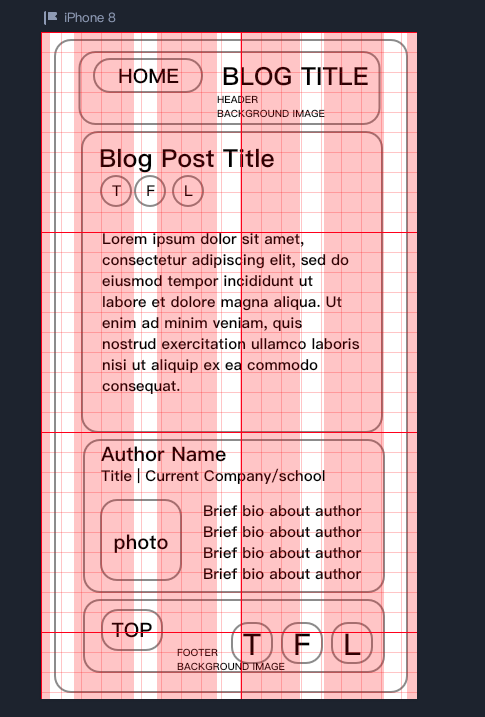 iPhone 8
HOME
BLOG TITLE
HEADER
BACKGROUND IMAGE
Blog Post Title
T F L
Lorem ipsum dolor sit amet,
consectetur adipiscing elit, sed do
eiusmod tempor incididunt ut
labore et dolore magna aliqua. Ut
enim ad minim veniam, quis
nostrud exercitation ullamco laboris
nisi ut aliquip ex ea commodo
consequat.
Author Name
Title | Current Company/school
photo
Brief bio about author
Brief bio about author
Brief bio about author
Brief bio about author
TOP
T F L
FOOTER
BACKGROUND IMAGE